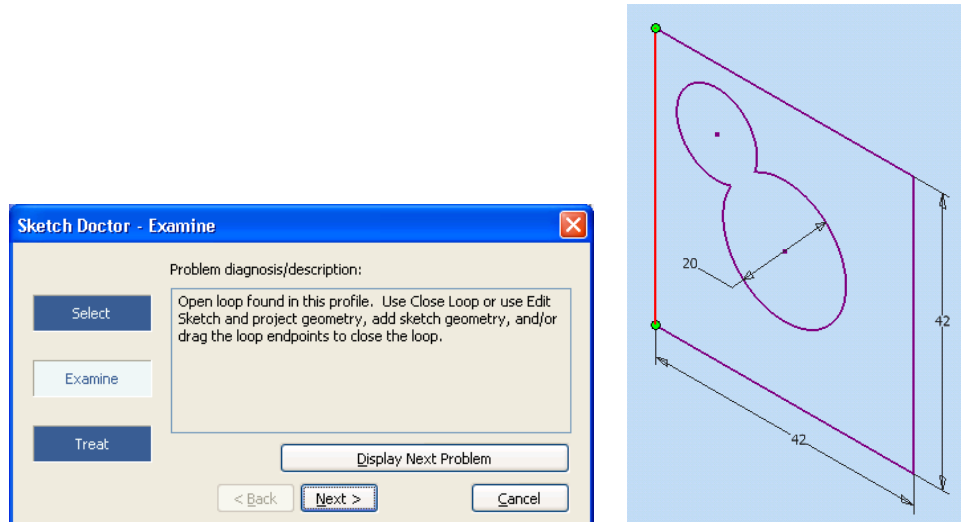 Sketch Doctor - Examine
Problem diagnosis/description:
Select
Examine
Treat
Open loop found in this profile.  Use Close Loop or use Edit
Sketch and project geometry, add sketch geometry, and/or
drag the loop endpoints to close the loop.
Display Next Problem
< Back
Next >
Cancel
20
42
42